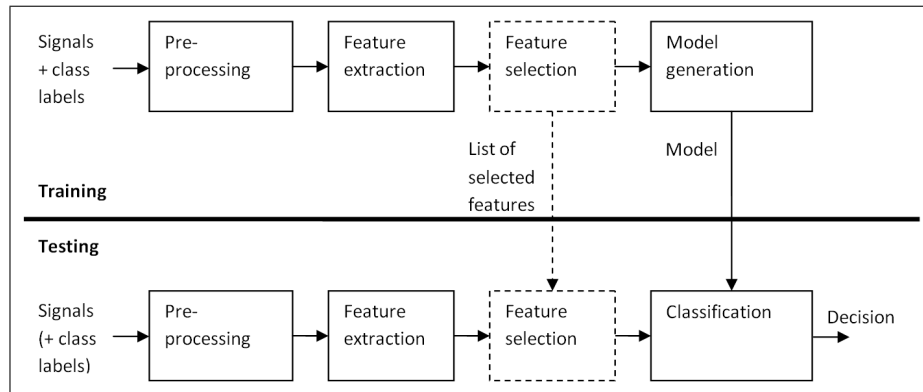 Signals
+ class
labels
Pre-
processing
Feature
extraction
Feature
selection
Model
generation
List of
selected
features
Model
Training
Testing
Signals
(+ class
labels)
Pre-
processing
Feature
extraction
Feature
selection
Classification
Decision